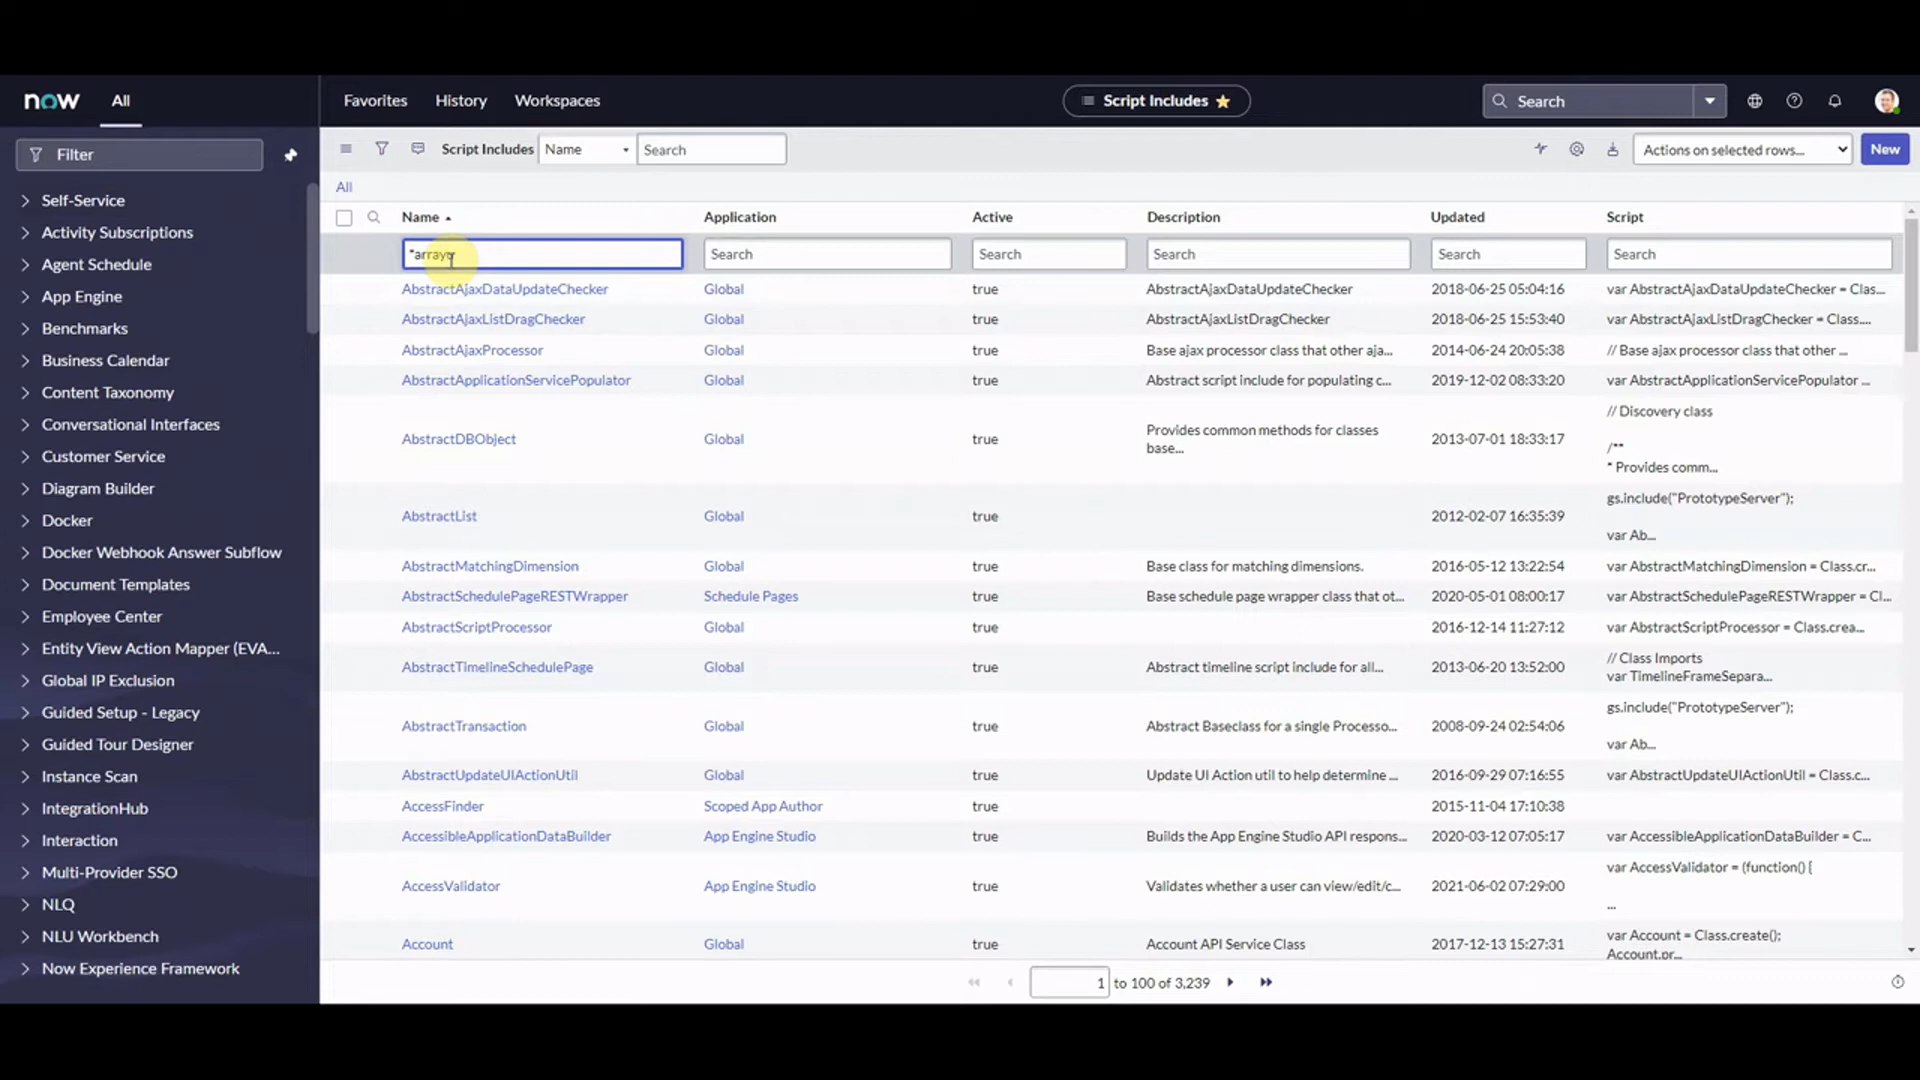 now All Favorites History Workspaces Script Includes Search
Filter
Script Includes Name Search Actions on selected rows... New
All
Self-Service
Activity Subscriptions
Agent Schedule
App Engine
Benchmarks
Business Calendar
Content Taxonomy
Conversational Interfaces
Customer Service
Diagram Builder
Docker
Docker Webhook Answer Subflow
Document Templates
Employee Center
Entity View Action Mapper (EVA...
Global IP Exclusion
Guided Setup - Legacy
Guided Tour Designer
Instance Scan
IntegrationHub
Interaction
Multi-Provider SSO
NLQ
NLU Workbench
Now Experience Framework
Name Application Active Description Updated Script
*arrayu Search Search Search Search Search
AbstractAjaxDataUpdateChecker Global true AbstractAjaxDataUpdateChecker 2018-06-25 05:04:16 var AbstractAjaxDataUpdateChecker = Clas...
AbstractAjaxListDragChecker Global true AbstractAjaxListDragChecker 2018-06-25 15:53:40 var AbstractAjaxListDragChecker = Class....
AbstractAjaxProcessor Global true Base ajax processor class that other aja... 2014-06-24 20:05:38 // Base ajax processor class that other ...
AbstractApplicationServicePopulator Global true Abstract script include for populating c... 2019-12-02 08:33:20 var AbstractApplicationServicePopulator ...
AbstractDBObject Global true Provides common methods for classes
base... 2013-07-01 18:33:17 // Discovery class
/**
* Provides comm...
AbstractList Global true 2012-02-07 16:35:39 gs.include("PrototypeServer");
var Ab...
AbstractMatchingDimension Global true Base class for matching dimensions. 2016-05-12 13:22:54 var AbstractMatchingDimension = Class.cr...
AbstractSchedulePageRESTWrapper Schedule Pages true Base schedule page wrapper class that ot... 2020-05-01 08:00:17 var AbstractSchedulePageRESTWrapper = Cl...
AbstractScriptProcessor Global true 2016-12-14 11:27:12 var AbstractScriptProcessor = Class.crea...
AbstractTimelineSchedulePage Global true Abstract timeline script include for all... 2013-06-20 13:52:00 // Class Imports
var TimelineFrameSepara...
AbstractTransaction Global true Abstract Baseclass for a single Processo... 2008-09-24 02:54:06 gs.include("PrototypeServer");
var Ab...
AbstractUpdateUIActionUtil Global true Update UI Action util to help determine ... 2016-09-29 07:16:55 var AbstractUpdateUIActionUtil = Class.c...
AccessFinder Scoped App Author true 2015-11-04 17:10:38
AccessibleApplicationDataBuilder App Engine Studio true Builds the App Engine Studio API respons... 2020-03-12 07:05:17 var AccessibleApplicationDataBuilder = C...
AccessValidator App Engine Studio true Validates whether a user can view/edit/c... 2021-06-02 07:29:00 var AccessValidator = (function() {
...
Account Global true Account API Service Class 2017-12-13 15:27:31 var Account = Class.create();
Account.pr...
1 to 100 of 3,239